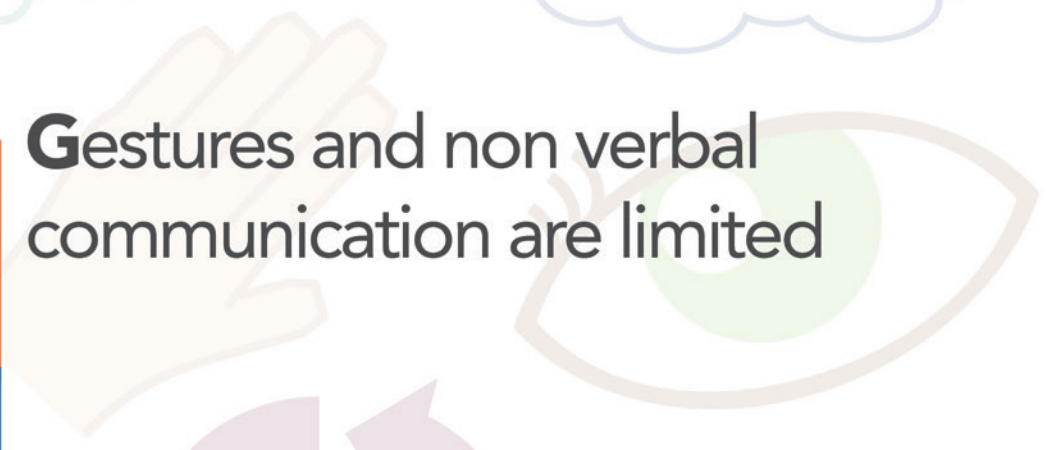 Gestures and non verbal
communication are limited